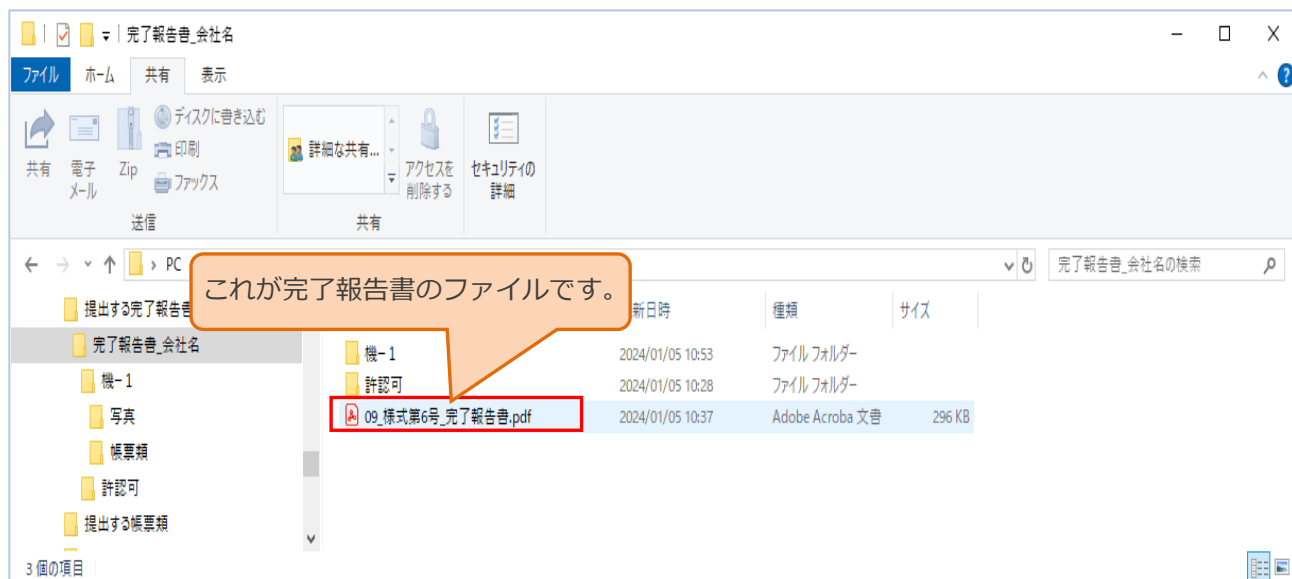 完了報告書_会社名
ファイル ホーム 共有 表示
共有
電子メール
Zip
ディスクに書き込む
印刷
ファックス
送信
詳細な共有...
アクセスを削除する
共有
セキュリティの詳細
PC
完了報告書_会社名の検索
これが完了報告書のファイルです。
提出する完了報告書
完了報告書_会社名
機-1
写真
帳票類
許認可
提出する帳票類
新日時 種類 サイズ
機-1 2024/01/05 10:53 ファイル フォルダー
許認可 2024/01/05 10:28 ファイル フォルダー
09_様式第6号_完了報告書.pdf 2024/01/05 10:37 Adobe Acroba 文書 296 KB
3 個の項目